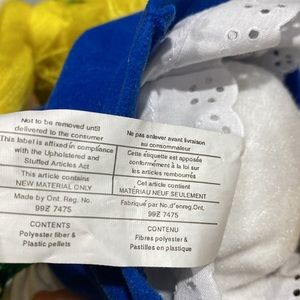 Not to be removed until
delivered to the consumer
This label is affixed in compliance
with the Upholstered and
Stuffed Articles Act
This article contains
NEW MATERIAL ONLY
Made by Ont. Reg. No.
99Z 7475
CONTENTS
Polyester fiber &
Plastic pellets
Ne pas enlever avant livraison
au consommateur
Cette étiquette est apposée
conformément à la loi sur
les articles rembourrés
Cet article contient
MATÉRIAU NEUF SEULEMENT
Fabriqué par No.d'enreg.Ont.
99Z 7475
CONTENU
Fibres polyester &
Pastilles en plastique